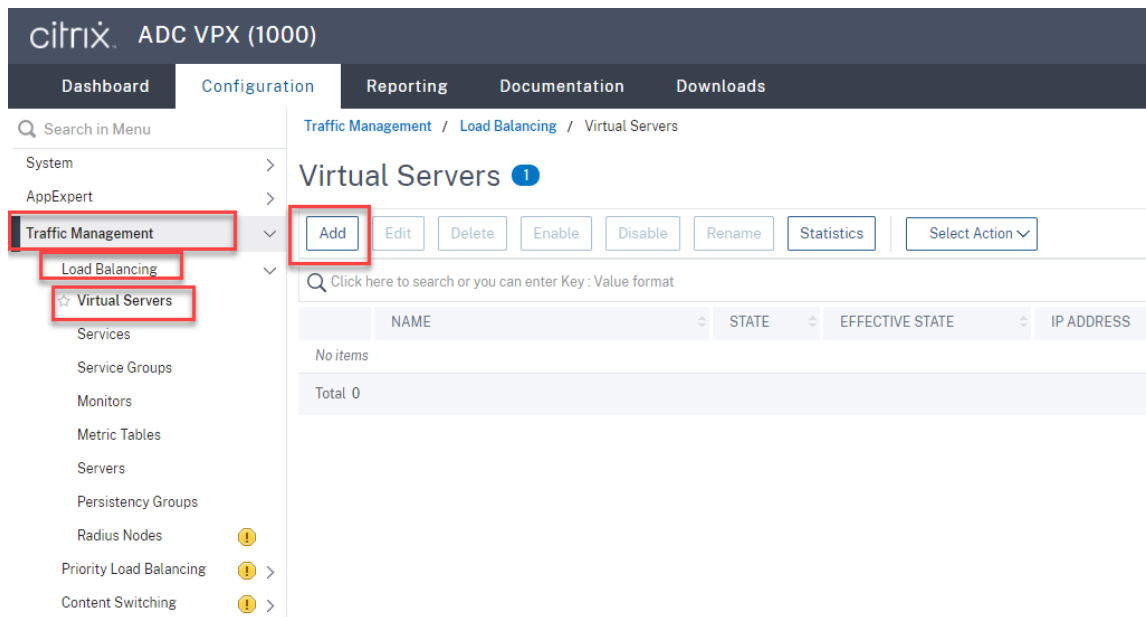 citrix. ADC VPX (1000)
Dashboard Configuration Reporting Documentation Downloads
Search in Menu
System
AppExpert
Traffic Management
Load Balancing
Virtual Servers
Services
Service Groups
Monitors
Metric Tables
Servers
Persistency Groups
Radius Nodes
Priority Load Balancing
Content Switching
Traffic Management / Load Balancing / Virtual Servers
Virtual Servers 1
Add Edit Delete Enable Disable Rename Statistics Select Action
Click here to search or you can enter Key : Value format
NAME STATE EFFECTIVE STATE IP ADDRESS
No items
Total 0